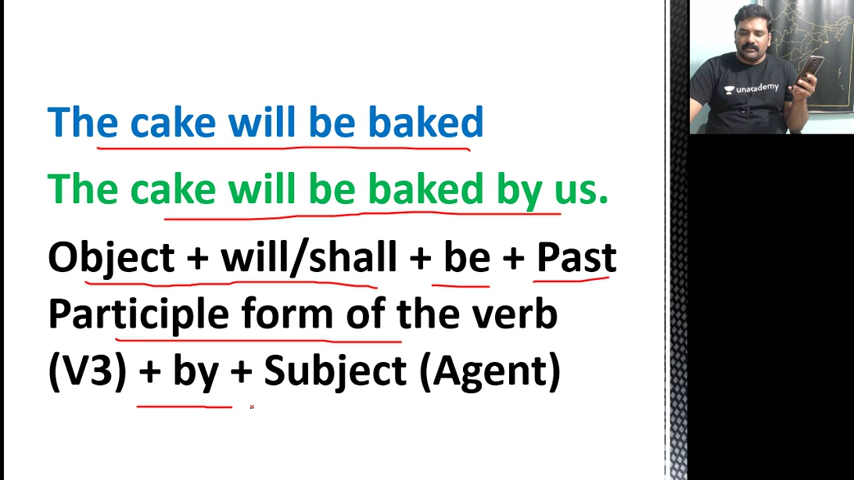 The cake will be baked
The cake will be baked by us.
Object + will/shall + be + Past
Participle form of the verb
(V3) + by + Subject (Agent)
unacademy